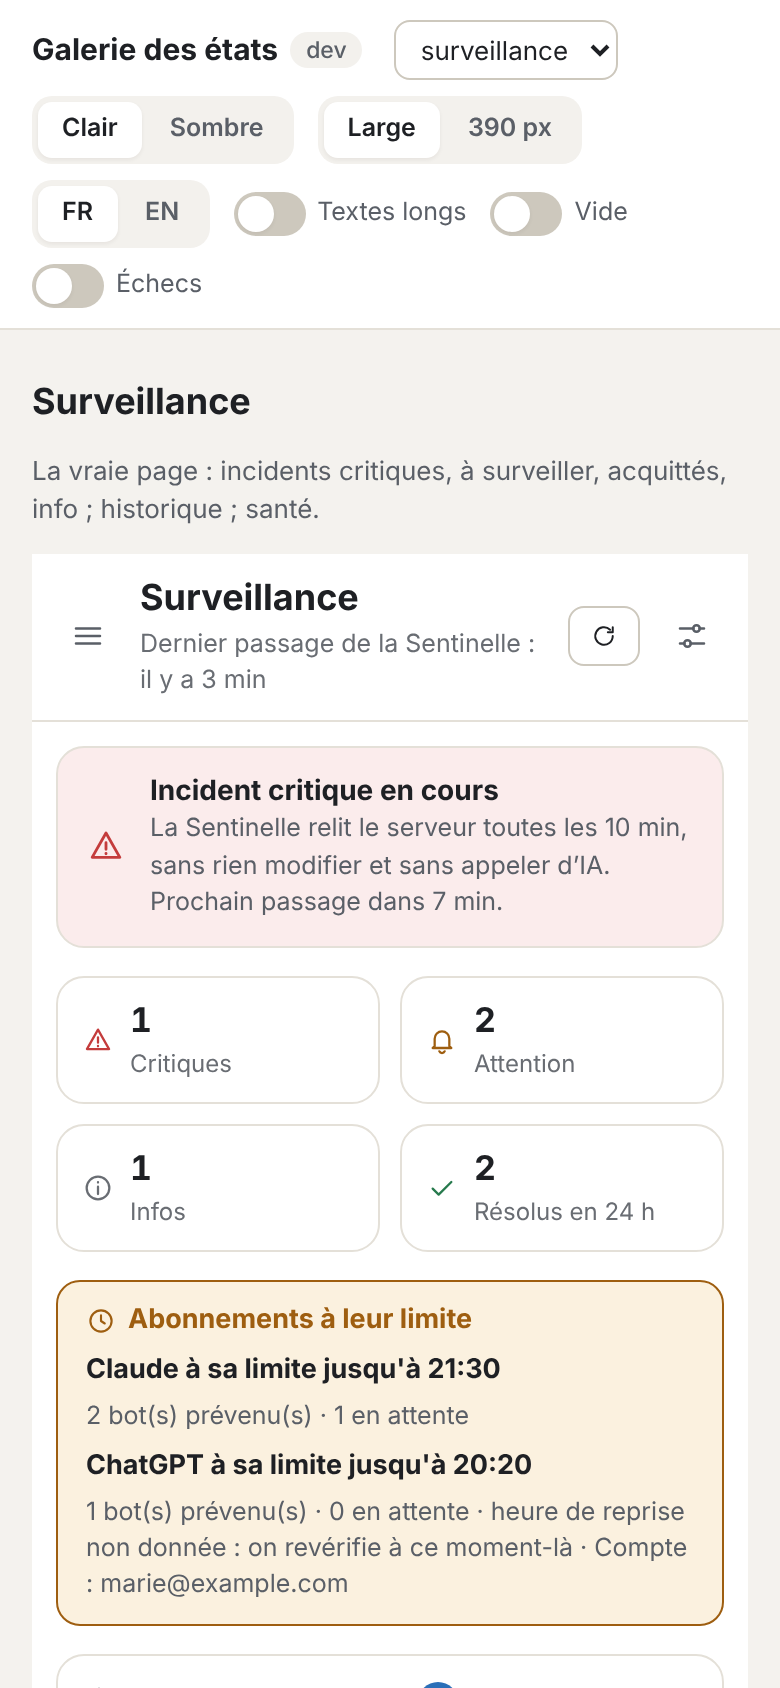 Galerie des états dev surveillance
Clair Sombre Large 390 px
FR EN Textes longs Vide
Échecs
Surveillance
La vraie page : incidents critiques, à surveiller, acquittés,
info ; historique ; santé.
Surveillance
Dernier passage de la Sentinelle :
il y a 3 min
Incident critique en cours
La Sentinelle relit le serveur toutes les 10 min,
sans rien modifier et sans appeler d’IA.
Prochain passage dans 7 min.
1
Critiques
2
Attention
1
Infos
2
Résolus en 24 h
Abonnements à leur limite
Claude à sa limite jusqu'à 21:30
2 bot(s) prévenu(s) · 1 en attente
ChatGPT à sa limite jusqu'à 20:20
1 bot(s) prévenu(s) · 0 en attente · heure de reprise
non donnée : on revérifie à ce moment-là · Compte
: marie@example.com